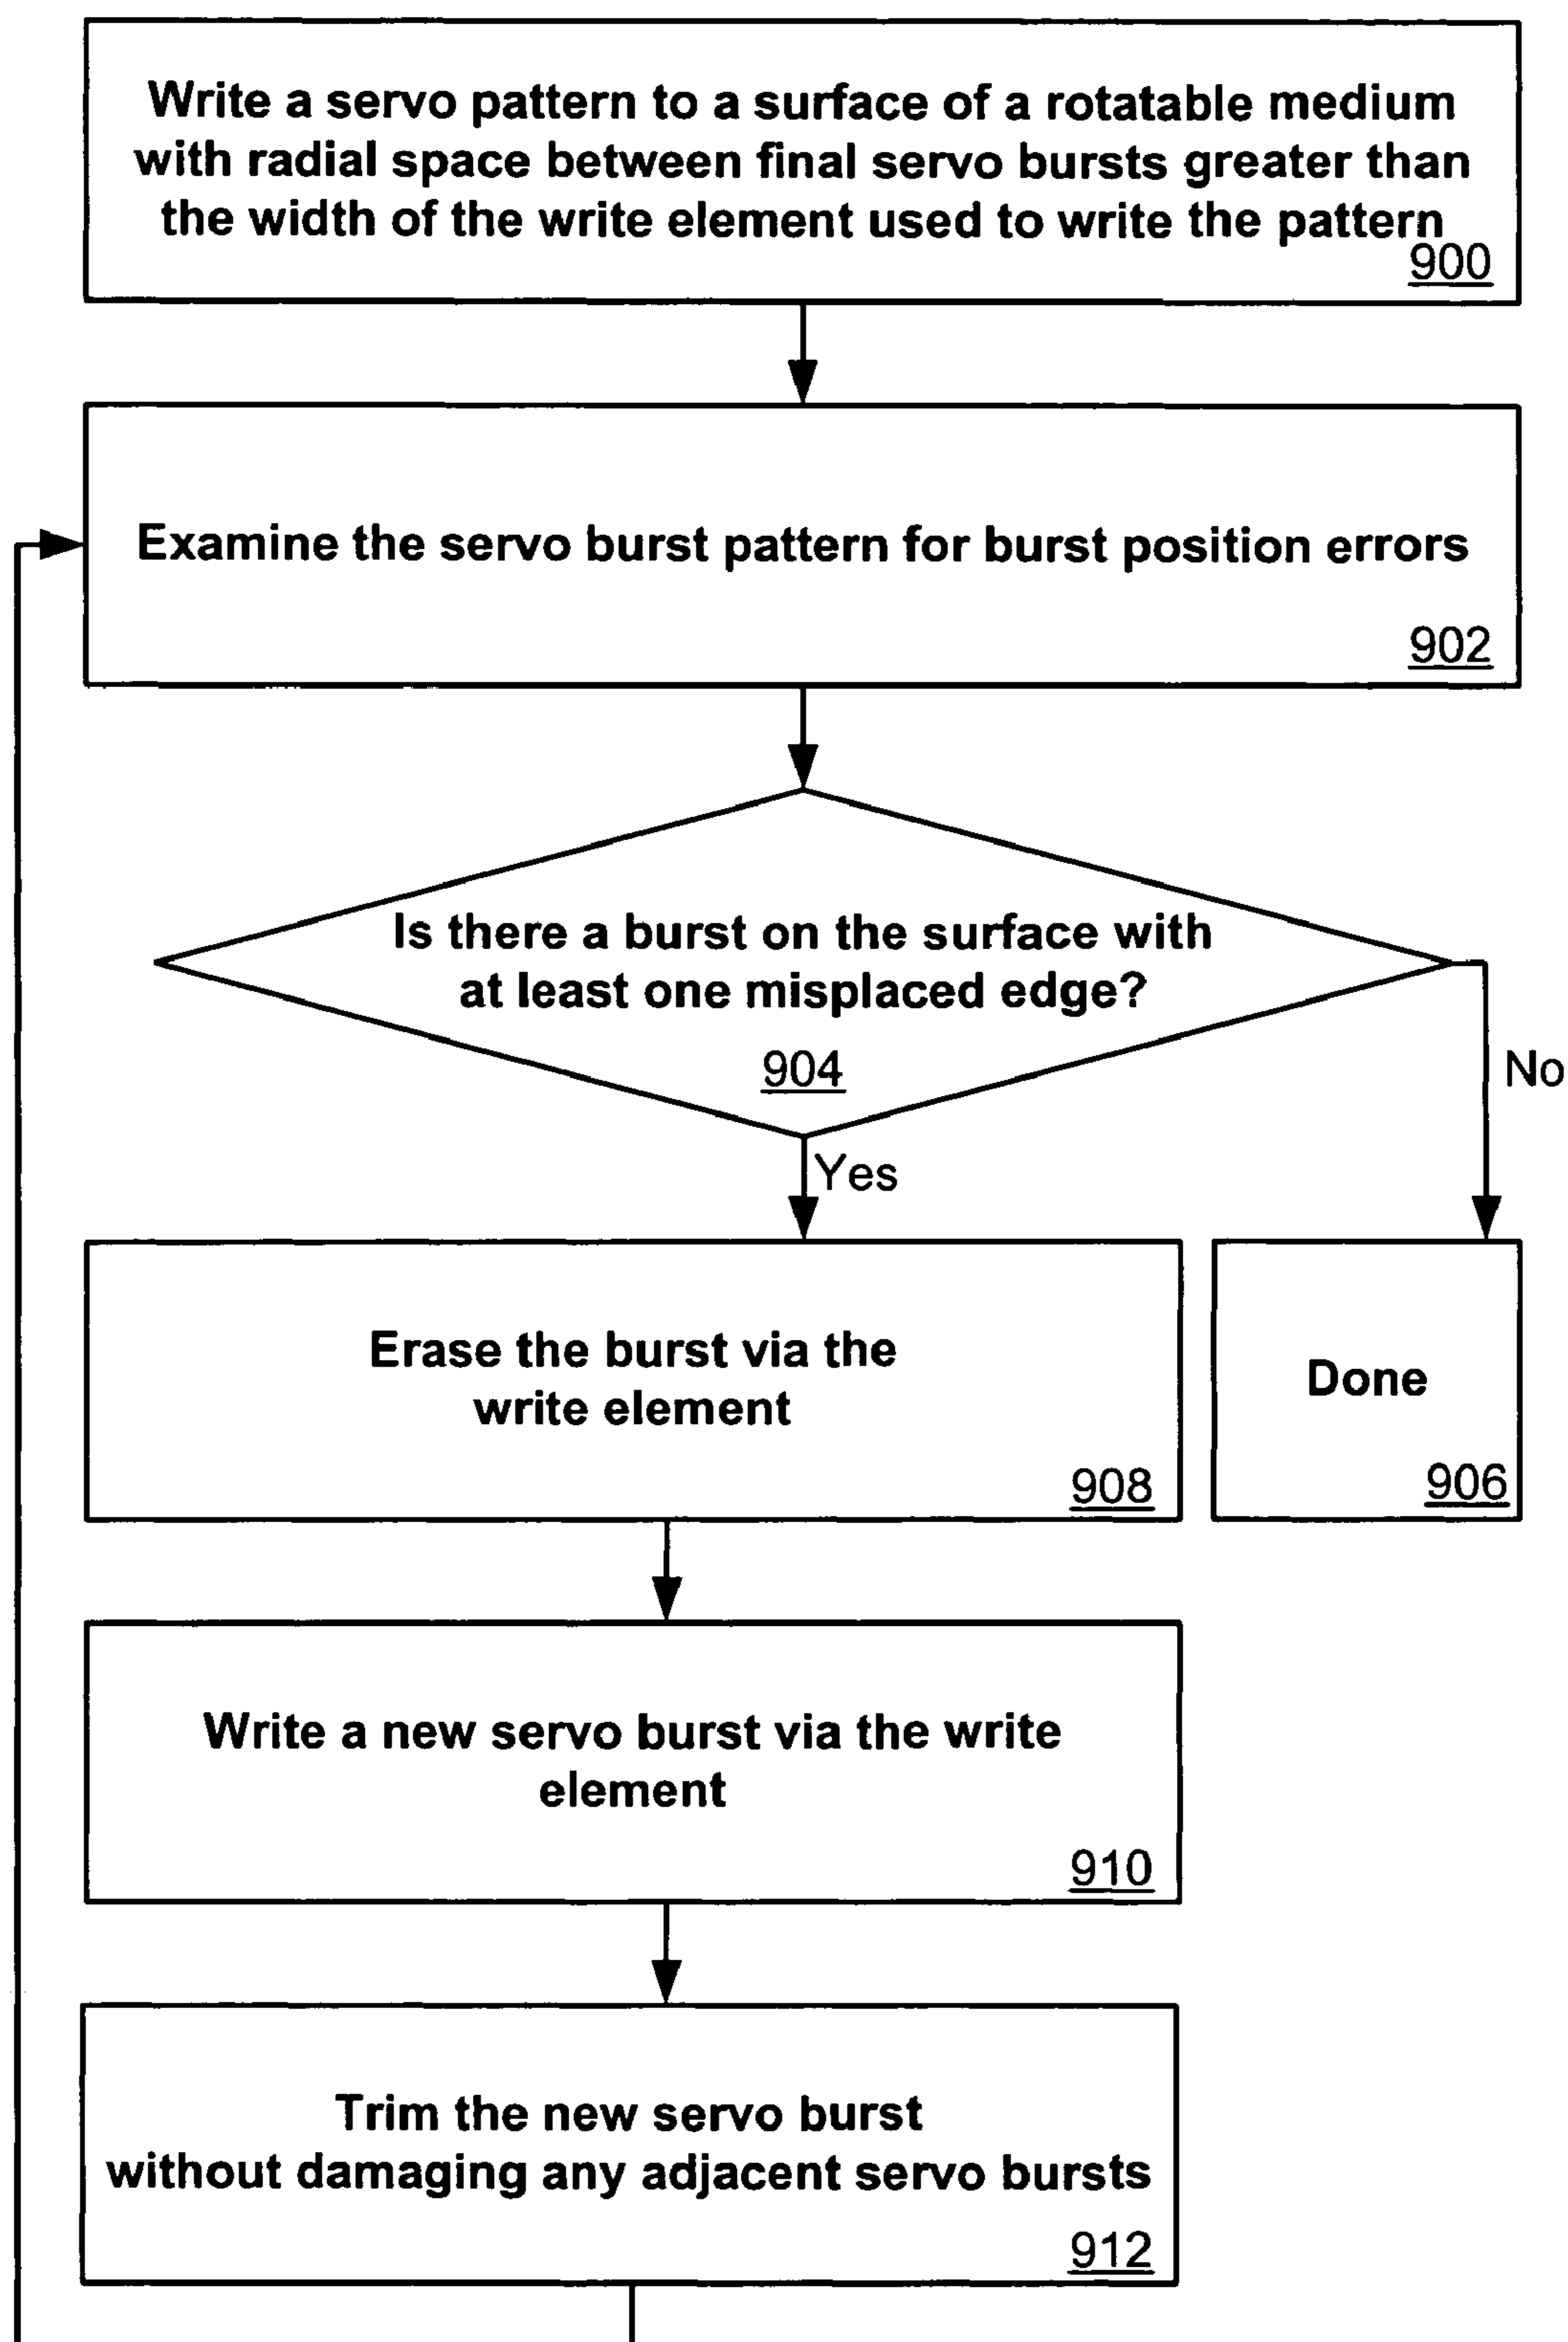 Write a servo pattern to a surface of a rotatable medium
with radial space between final servo bursts greater than
the width of the write element used to write the pattern
900
Examine the servo burst pattern for burst position errors
902
Is there a burst on the surface with
at least one misplaced edge?
904
No
Yes
Erase the burst via the
write element
908
Done
906
Write a new servo burst via the write
element
910
Trim the new servo burst
without damaging any adjacent servo bursts
912